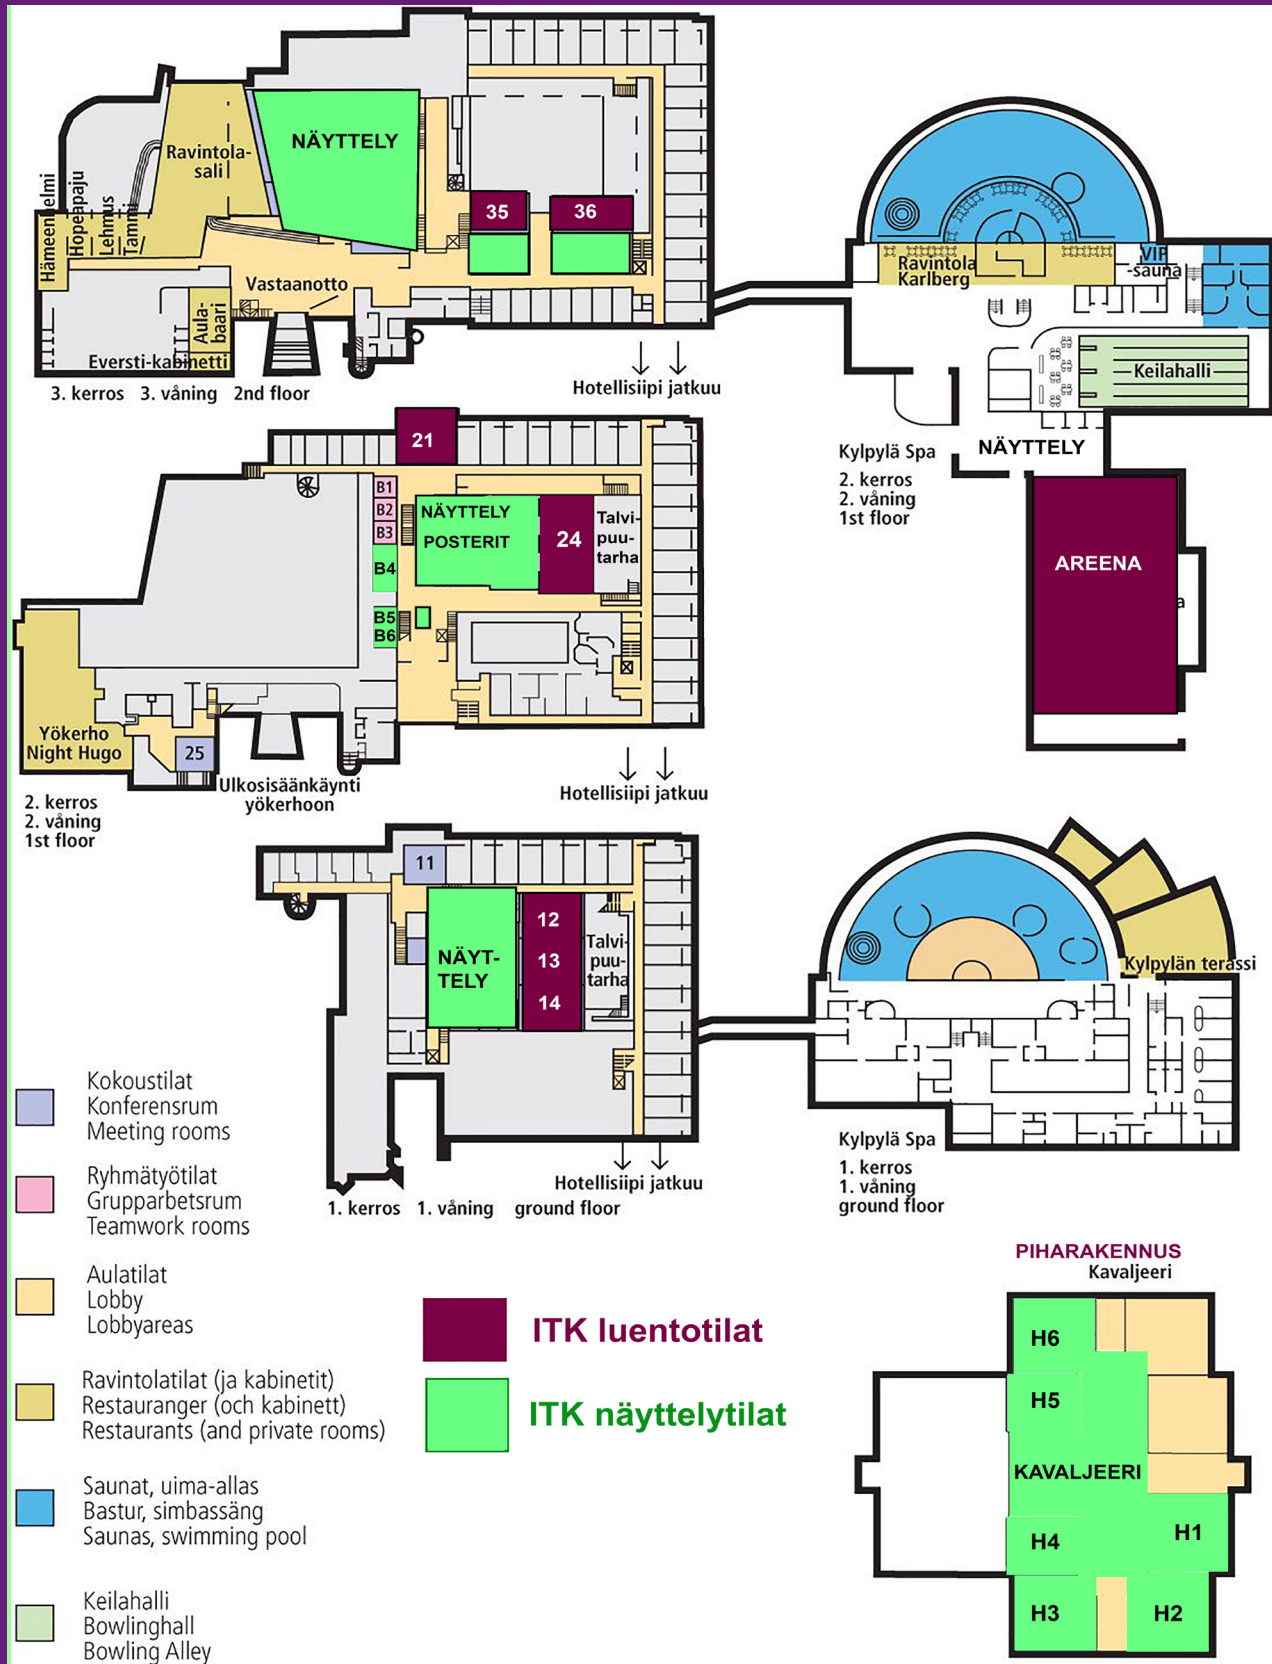 NÄYTTELY
Ravintola-
sali
35
36
Hämeenhelmi
Hopeapaju
Lehmus
Tammi
Vastaanotto
Aula-
baari
Eversti-kabinetti
3. kerros 3. våning 2nd floor
Hotellisiipi jatkuu
Ravintola
Karlberg
VIP
-sauna
Keilahalli
NÄYTTELY
Kylpylä Spa
2. kerros
2. våning
1st floor
AREENA
a
21
B1
B2
B3
B4
B5
B6
NÄYTTELY
POSTERIT
24
Talvi-
puu-
tarha
Yökerho
Night Hugo
25
Ulkosisäänkäynti
yökerhoon
Hotellisiipi jatkuu
2. kerros
2. våning
1st floor
11
NÄYT-
TELY
12
13
14
Talvi-
puu-
tarha
Hotellisiipi jatkuu
1. kerros 1. våning ground floor
Kylpylän terassi
Kylpylä Spa
1. kerros
1. våning
ground floor
Kokoustilat
Konferensrum
Meeting rooms
Ryhmätyötilat
Grupparbetsrum
Teamwork rooms
Aulatilat
Lobby
Lobbyareas
Ravintolatilat (ja kabinetit)
Restauranger (och kabinett)
Restaurants (and private rooms)
Saunat, uima-allas
Bastur, simbassäng
Saunas, swimming pool
Keilahalli
Bowlinghall
Bowling Alley
ITK luentotilat
ITK näyttelytilat
PIHARAKENNUS
Kavaljeeri
H6
H5
KAVALJEERI
H4
H1
H3
H2